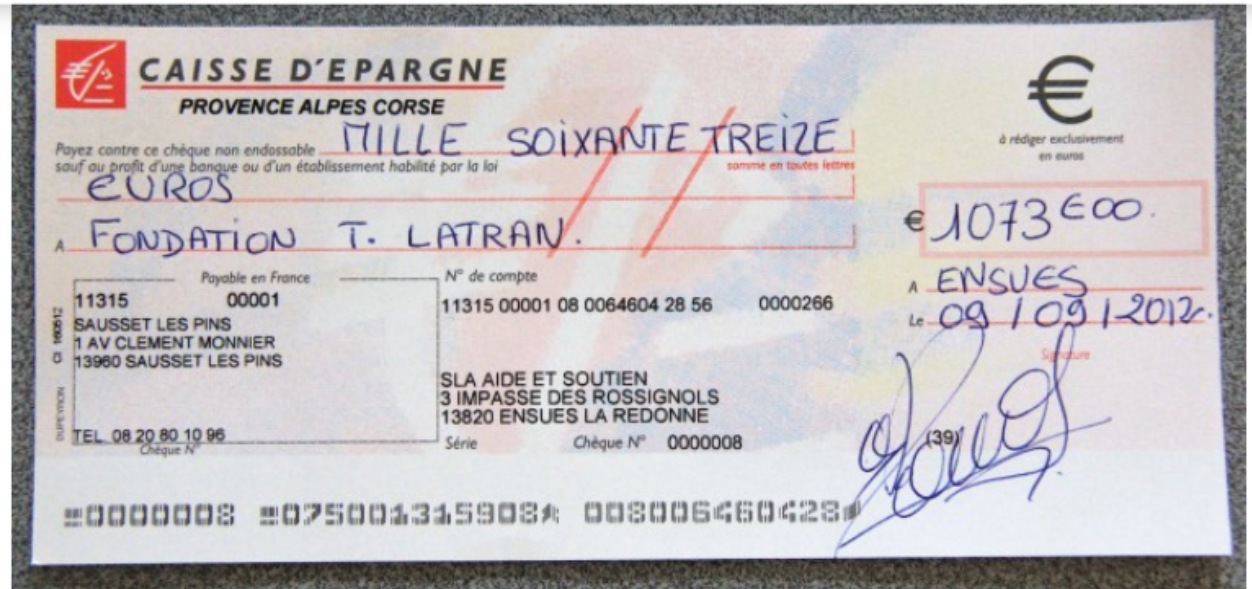 CAISSE D'EPARGNE
PROVENCE ALPES CORSE
€
à rédiger exclusivement
en euros
Payez contre ce chèque non endossable MILLE SOIXANTE TREIZE
sauf au profit d'une banque ou d'un établissement habilité par la loi somme en toutes lettres
EUROS
€ 1073 €00.
A FONDATION T. LATRAN.
Payable en France
11315 00001
SAUSSET LES PINS
1 AV CLEMENT MONNIER
13960 SAUSSET LES PINS
TEL 08 20 80 10 96
Chèque N°
N° de compte
11315 00001 08 0064604 28 56 0000266
SLA AIDE ET SOUTIEN
3 IMPASSE DES ROSSIGNOLS
13820 ENSUES LA REDONNE
Série Chèque N° 0000008
A ENSUES
Le 09/09/2012.
Signature
(39)
DUPEYRON CI 160512
0000008 075001315908 008006460428